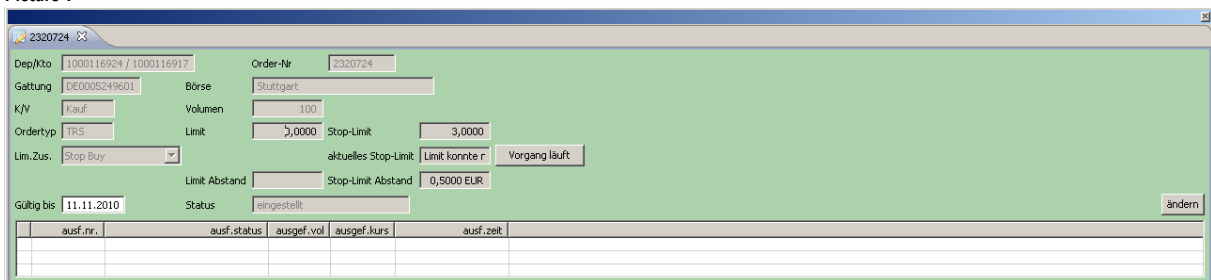 2320724
Dep/Kto 1000116924 / 1000116917 Order-Nr 2320724
Gattung DE0005249601 Börse Stuttgart
K/V Kauf Volumen 100
Ordertyp TRS Limit ,0000 Stop-Limit 3,0000
Lim.Zus. Stop Buy aktuelles Stop-Limit Limit konnte r Vorgang läuft
Limit Abstand Stop-Limit Abstand 0,5000 EUR
Gültig bis 11.11.2010 Status eingestellt ändern
ausf.nr. ausf.status ausgef.vol ausgef.kurs ausf.zeit